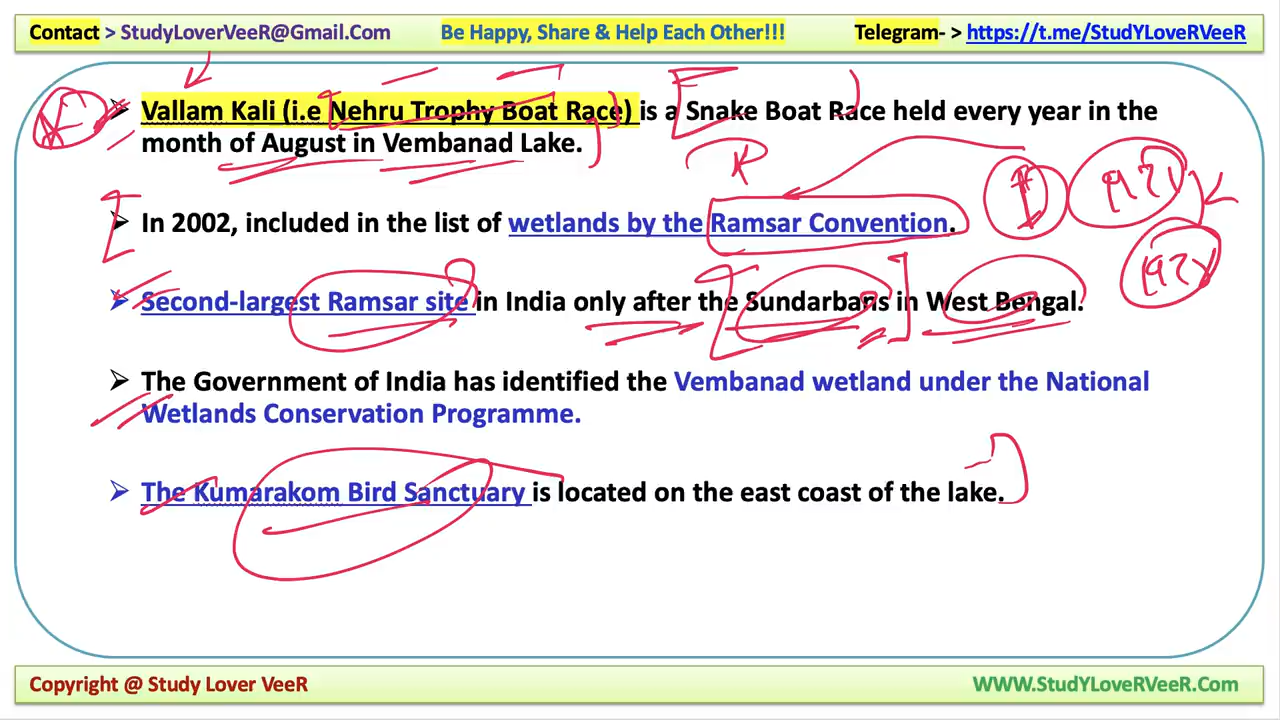 Contact > StudyLoverVeeR@Gmail.Com Be Happy, Share & Help Each Other!!! Telegram- > https://t.me/StudYLoVerVeeR
➢ Vallam Kali (i.e Nehru Trophy Boat Race) is a Snake Boat Race held every year in the
month of August in Vembanad Lake.
➢ In 2002, included in the list of wetlands by the Ramsar Convention.
➢ Second-largest Ramsar site in India only after the Sundarbans in West Bengal.
➢ The Government of India has identified the Vembanad wetland under the National
Wetlands Conservation Programme.
➢ The Kumarakom Bird Sanctuary is located on the east coast of the lake.
Copyright @ Study Lover VeeR WWW.StudYLoveRVeeR.Com